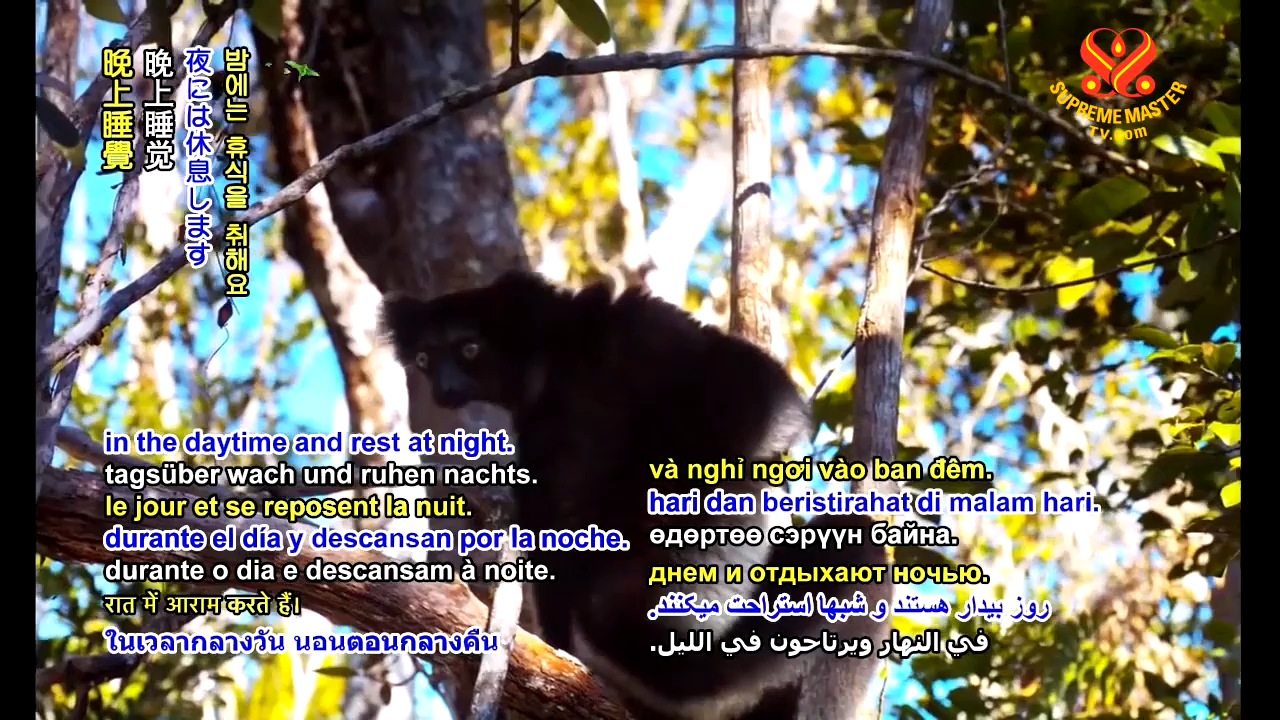 晚上睡覺
晚上睡觉
夜には休息します
밤에는 휴식을 취해요
SUPREME MASTER
TV.com
in the daytime and rest at night.
tagsüber wach und ruhen nachts.
le jour et se reposent la nuit.
durante el día y descansan por la noche.
durante o dia e descansam à noite.
रात में आराम करते हैं।
ในเวลากลางวัน นอนตอนกลางคืน
và nghỉ ngơi vào ban đêm.
hari dan beristirahat di malam hari.
өдөртөө сэрүүн байна.
днем и отдыхают ночью.
روز بیدار هستند و شبها استراحت میکنند.
في النهار ويرتاحون في الليل.